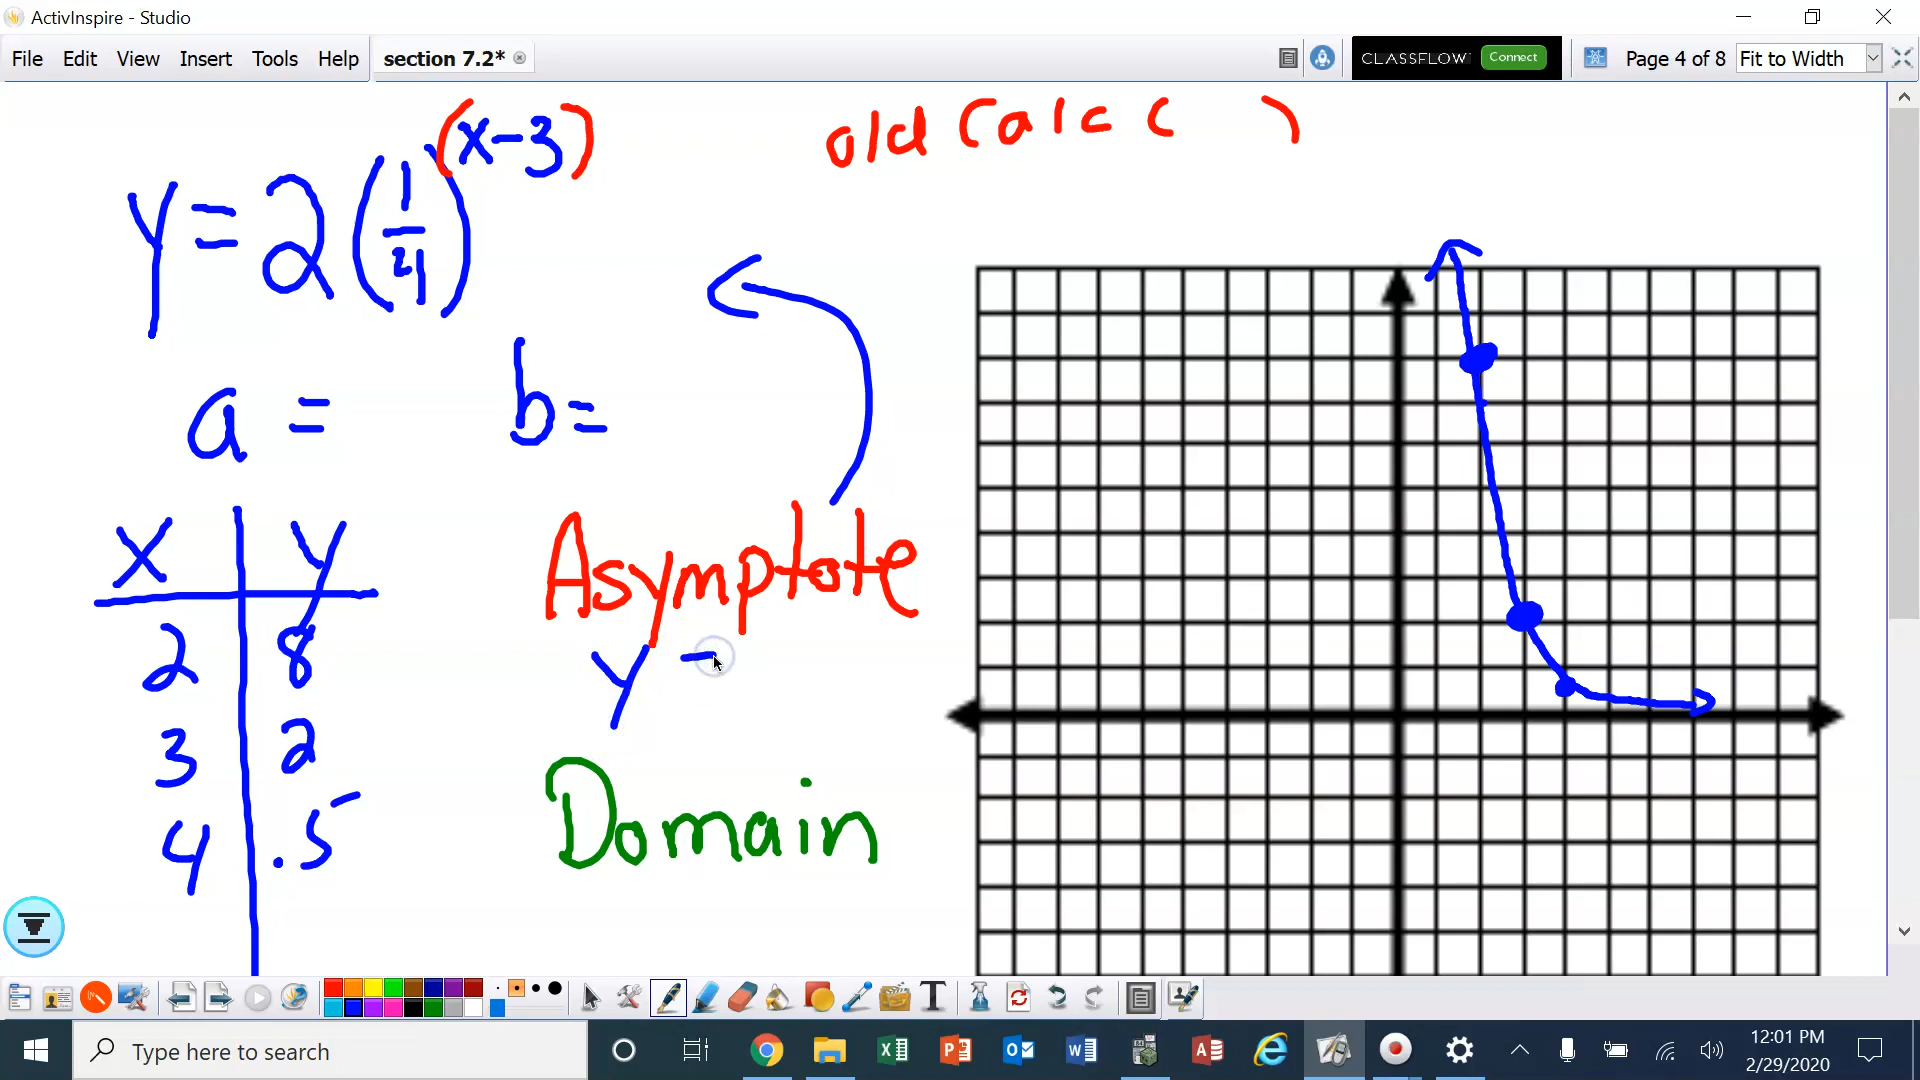 ActivInspire - Studio
File Edit View Insert Tools Help section 7.2* CLASSFLOW Connect Page 4 of 8 Fit to Width
y = 2(1/4)^(x-3)
old calc ( )
a = b =
x y
2 8
3 2
4 .5
Asymptote
y -
Domain
T
Type here to search
12:01 PM
2/29/2020